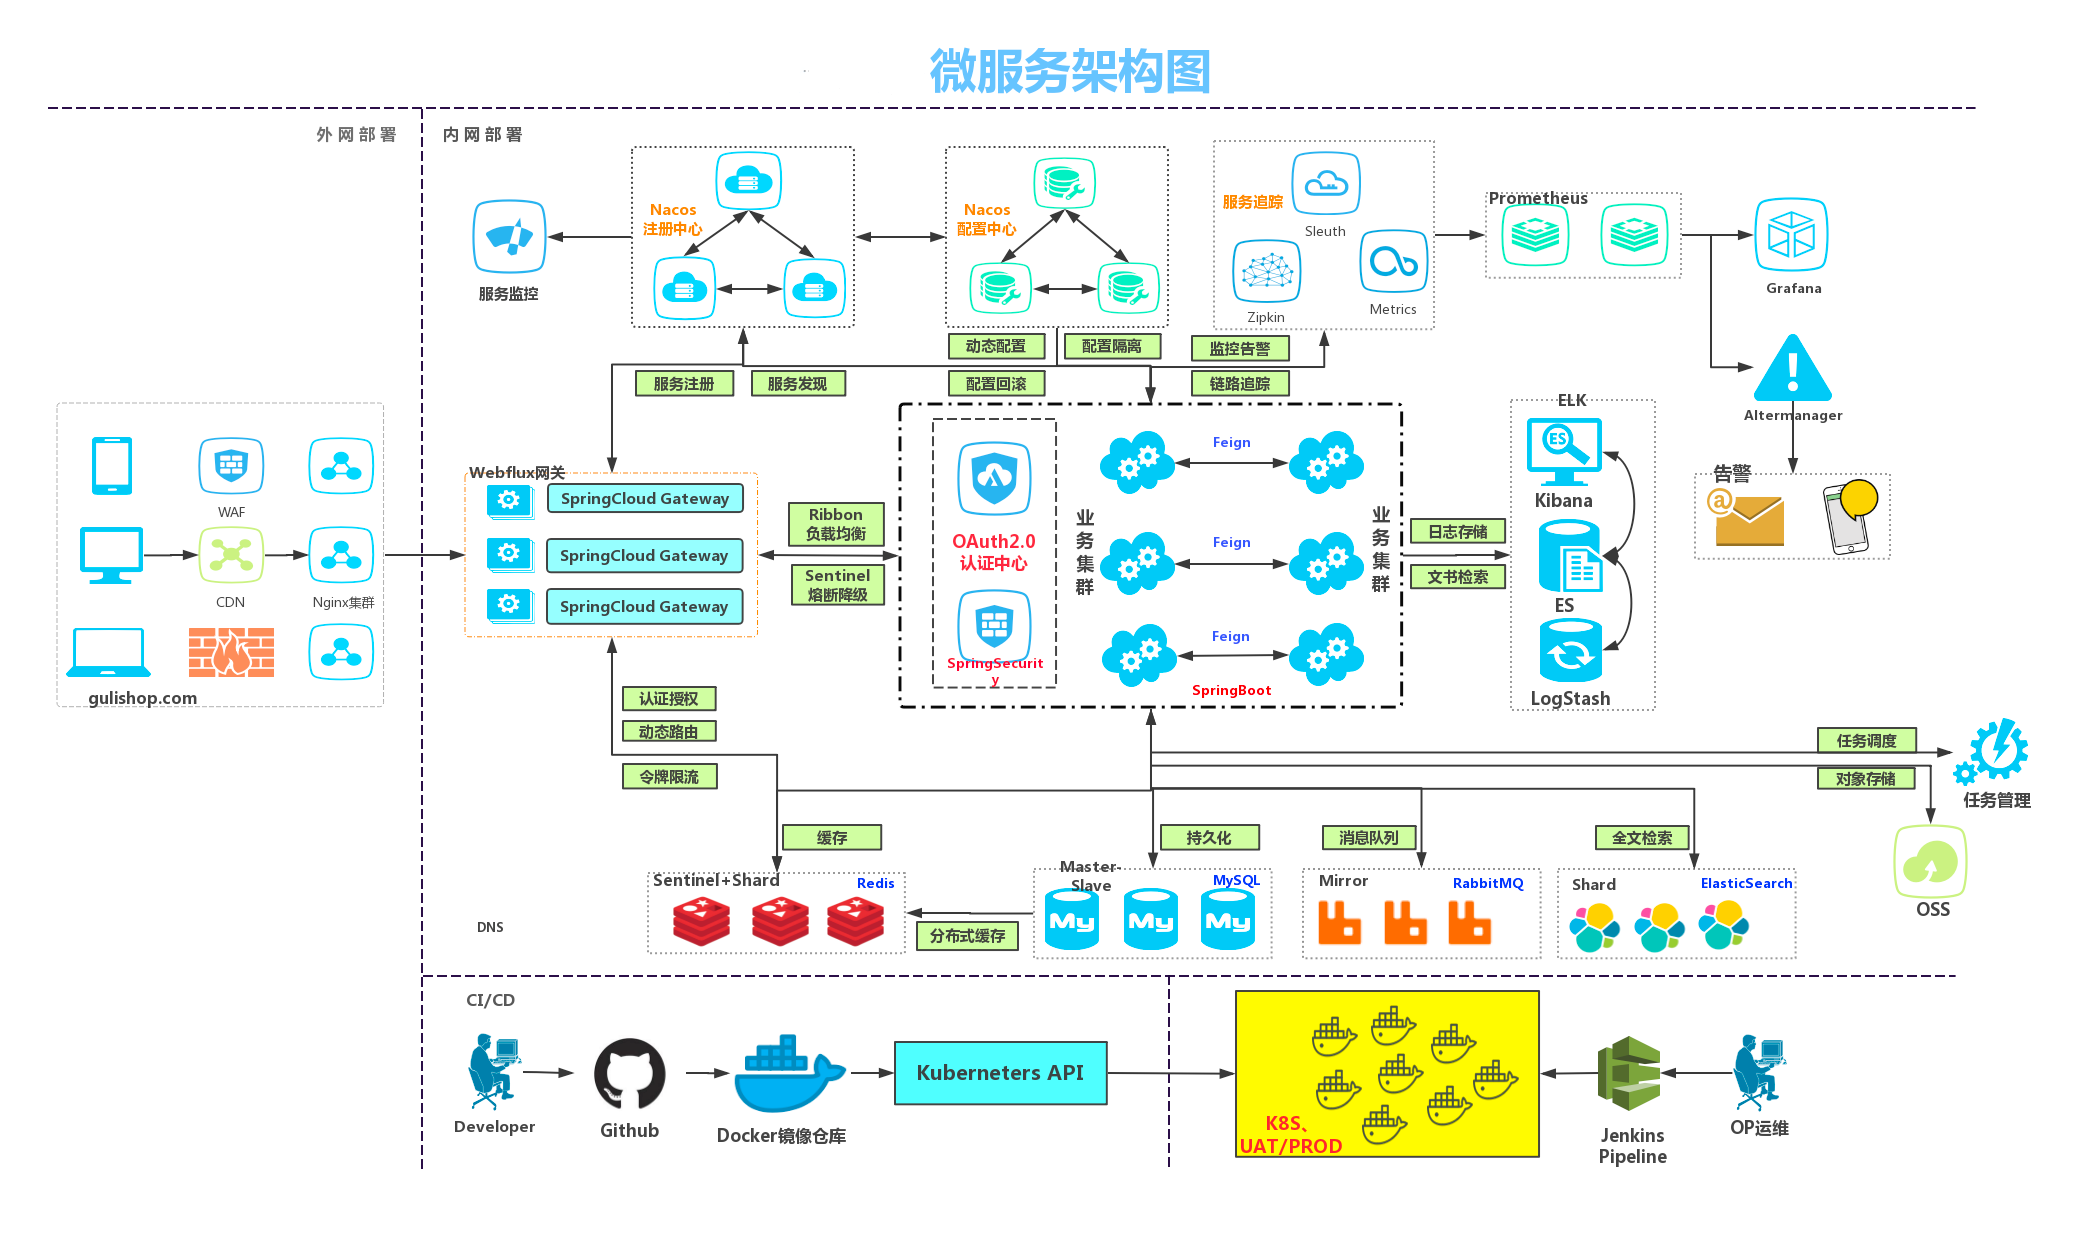 微服务架构图
外网部署
内网部署
Nacos
注册中心
Nacos
配置中心
服务追踪
Sleuth
Zipkin
Metrics
Prometheus
Grafana
服务监控
动态配置
配置隔离
监控告警
服务注册
服务发现
配置回滚
链路追踪
Altermanager
告警
@
WAF
CDN
Nginx集群
gulishop.com
Webflux网关
SpringCloud Gateway
SpringCloud Gateway
SpringCloud Gateway
Ribbon
负载均衡
Sentinel
熔断降级
OAuth2.0
认证中心
SpringSecurit
y
业务集群
Feign
Feign
Feign
业务集群
SpringBoot
日志存储
文书检索
ELK
ES
Kibana
ES
LogStash
认证授权
动态路由
令牌限流
任务调度
对象存储
任务管理
OSS
缓存
持久化
消息队列
全文检索
Sentinel+Shard
Redis
分布式缓存
Master-
Slave
MySQL
My
My
My
Mirror
RabbitMQ
Shard
ElasticSearch
DNS
CI/CD
Developer
Github
Docker镜像仓库
Kuberneters API
K8S、
UAT/PROD
Jenkins
Pipeline
OP运维